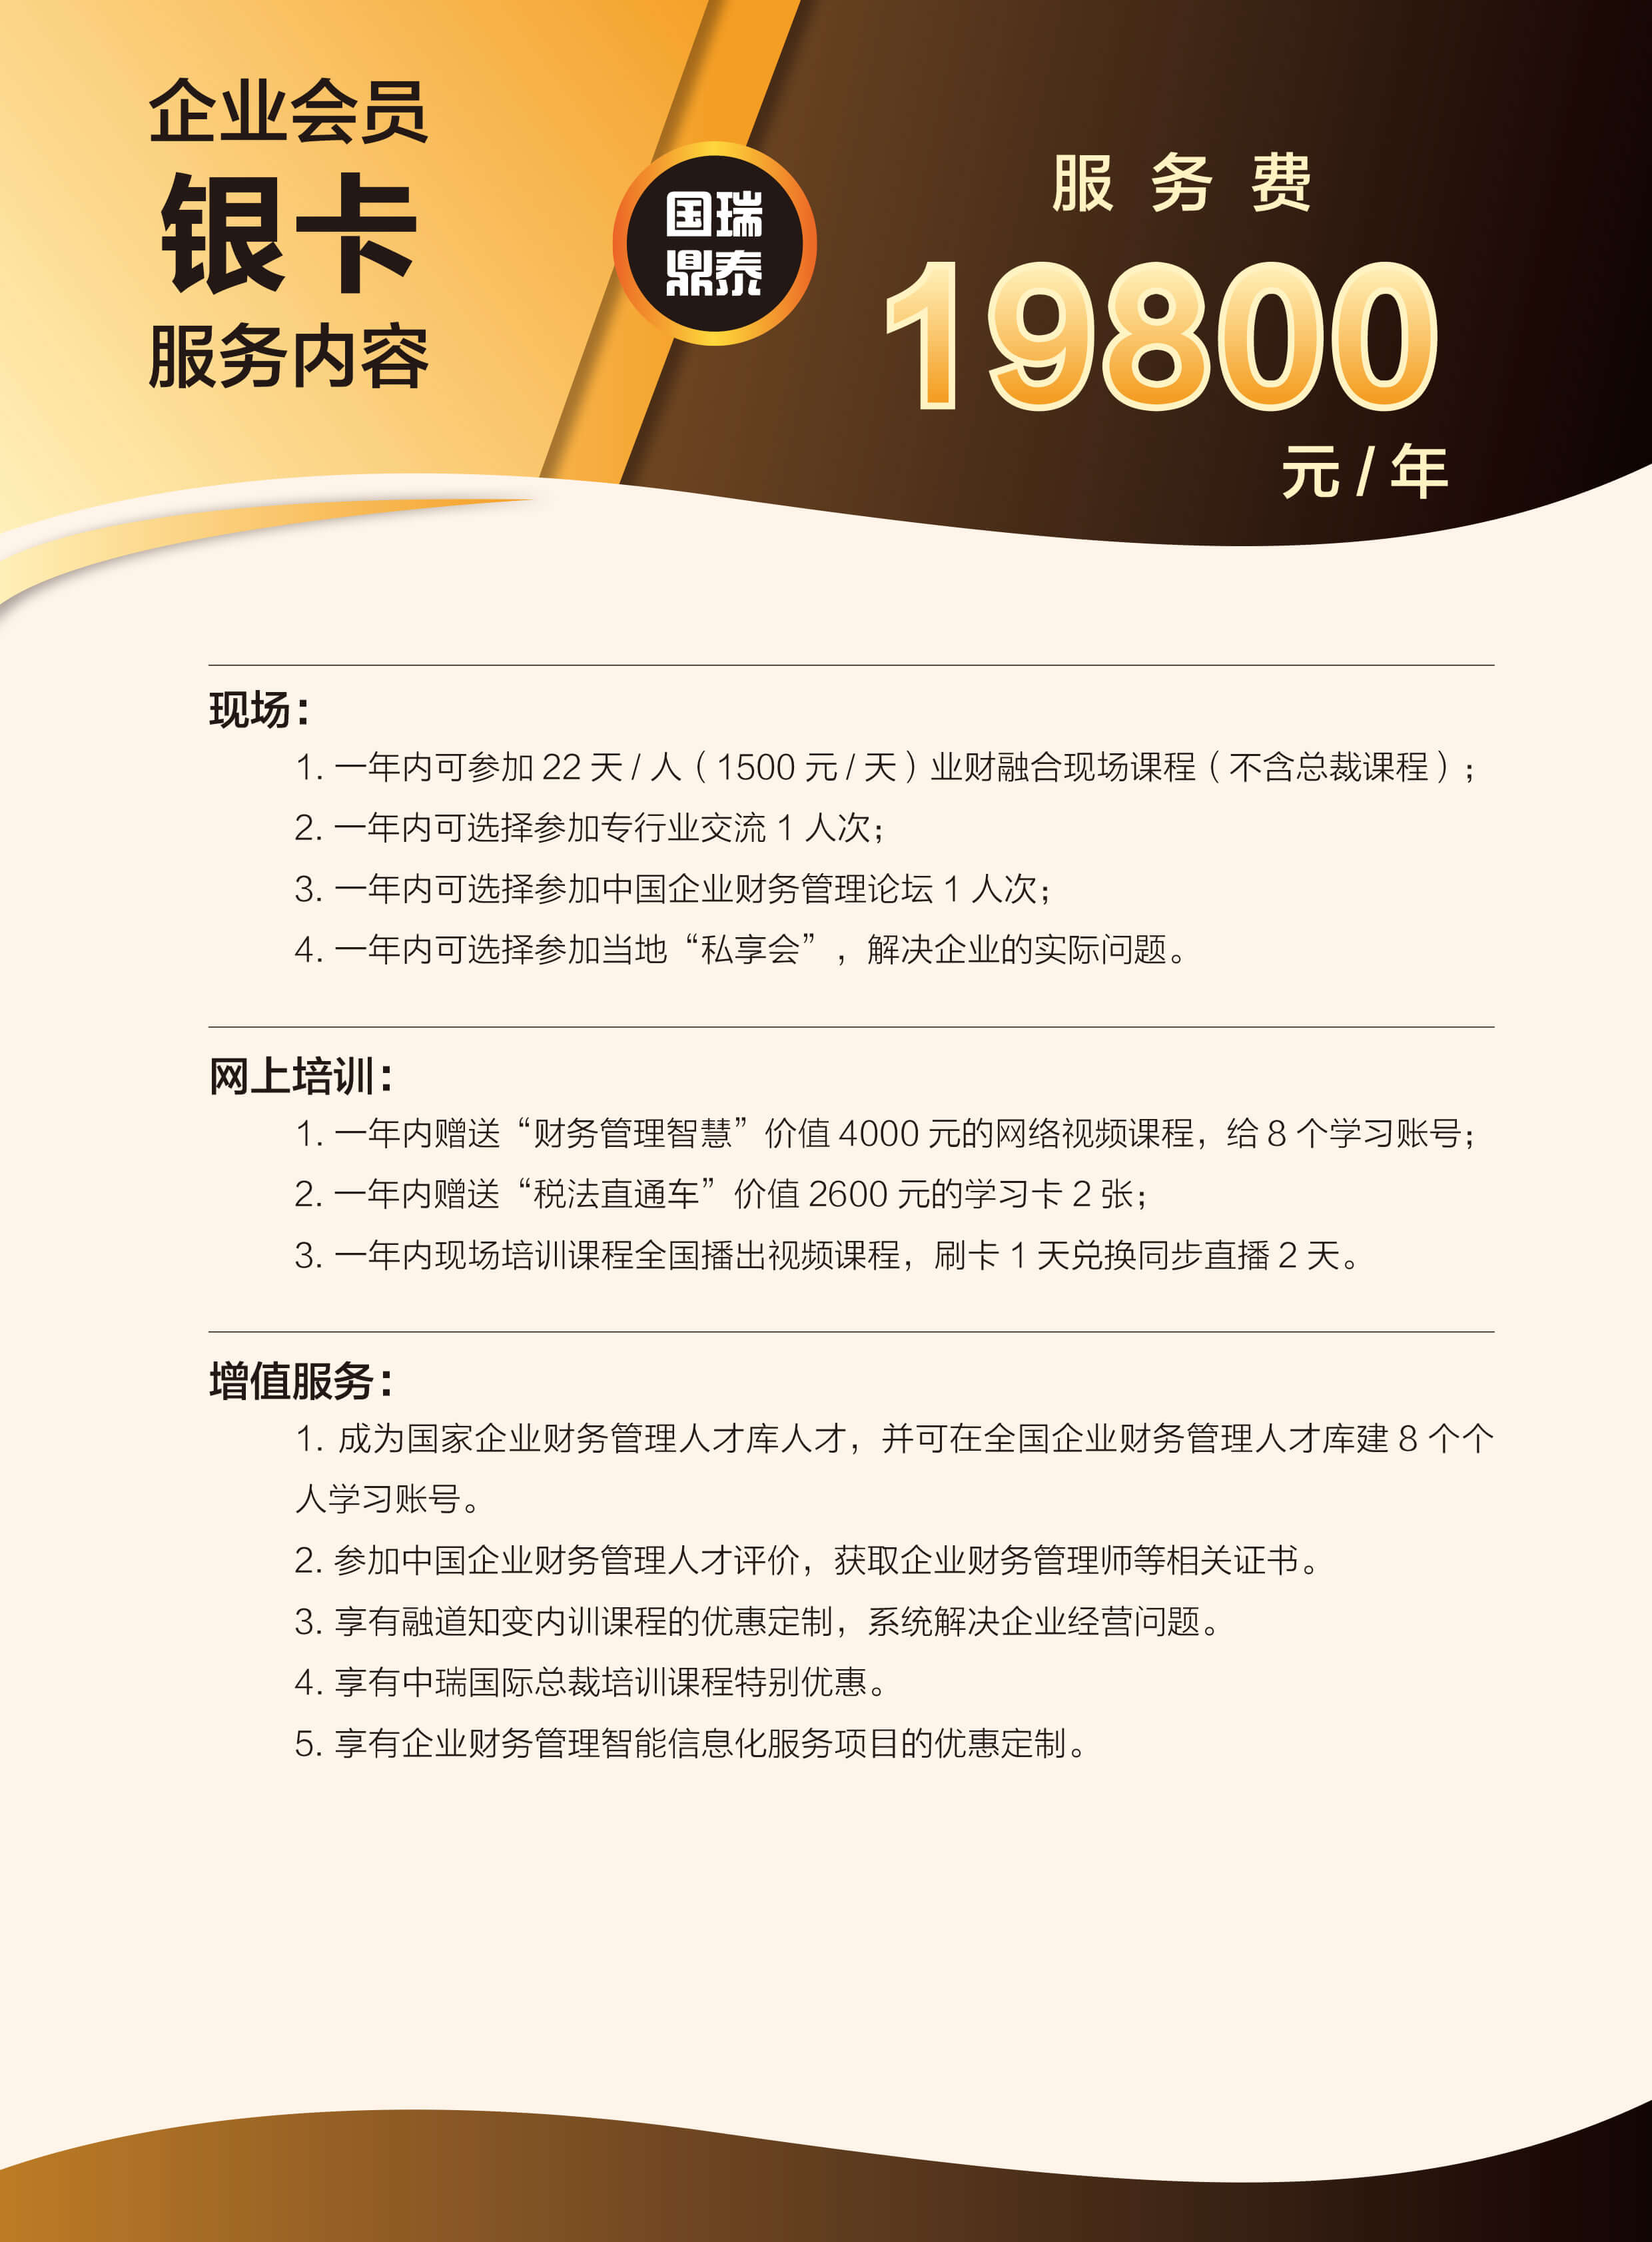 企业会员
银卡
服务内容
国瑞
鼎泰
服务费
19800
元/年
现场：
1. 一年内可参加 22 天 / 人（1500 元 / 天）业财融合现场课程（不含总裁课程）；
2. 一年内可选择参加专行业交流 1 人次；
3. 一年内可选择参加中国企业财务管理论坛 1 人次；
4. 一年内可选择参加当地“私享会”，解决企业的实际问题。
网上培训：
1. 一年内赠送“财务管理智慧”价值 4000 元的网络视频课程，给 8 个学习账号；
2. 一年内赠送“税法直通车”价值 2600 元的学习卡 2 张；
3. 一年内现场培训课程全国播出视频课程，刷卡 1 天兑换同步直播 2 天。
增值服务：
1. 成为国家企业财务管理人才库人才，并可在全国企业财务管理人才库建 8 个个
人学习账号。
2. 参加中国企业财务管理人才评价，获取企业财务管理师等相关证书。
3. 享有融道知变内训课程的优惠定制，系统解决企业经营问题。
4. 享有中瑞国际总裁培训课程特别优惠。
5. 享有企业财务管理智能信息化服务项目的优惠定制。